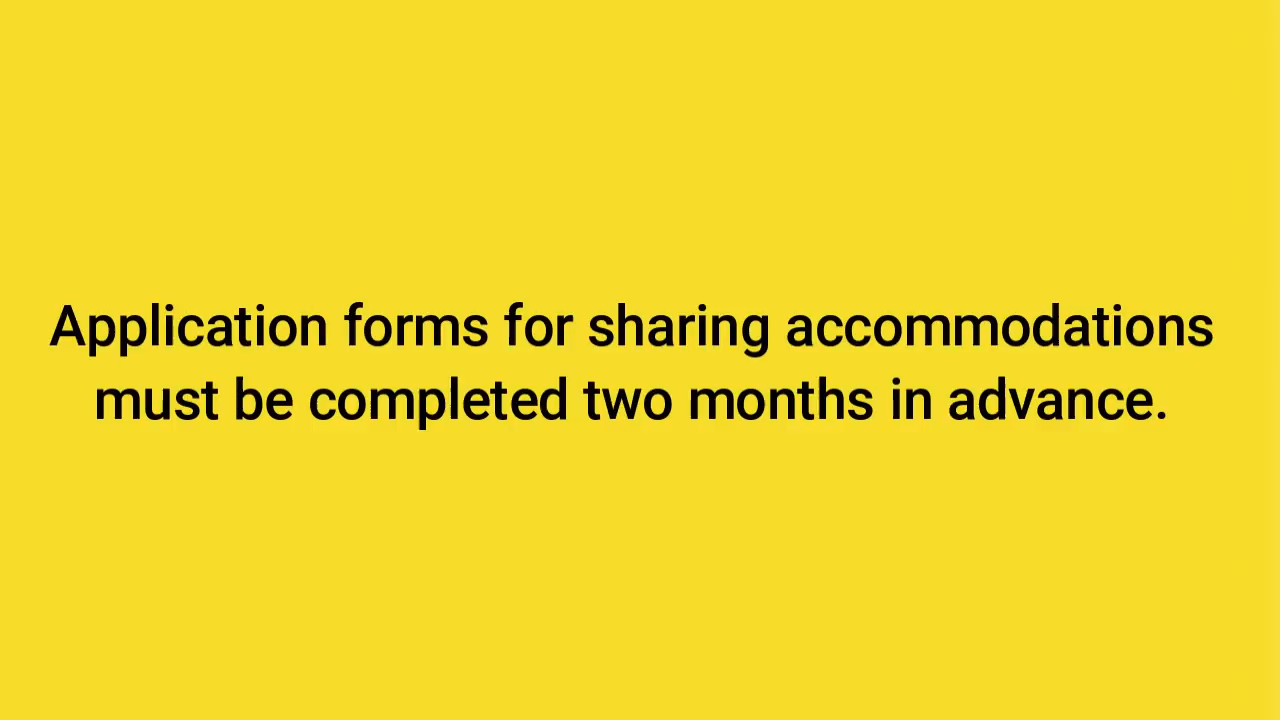 Application forms for sharing accommodations
must be completed two months in advance.